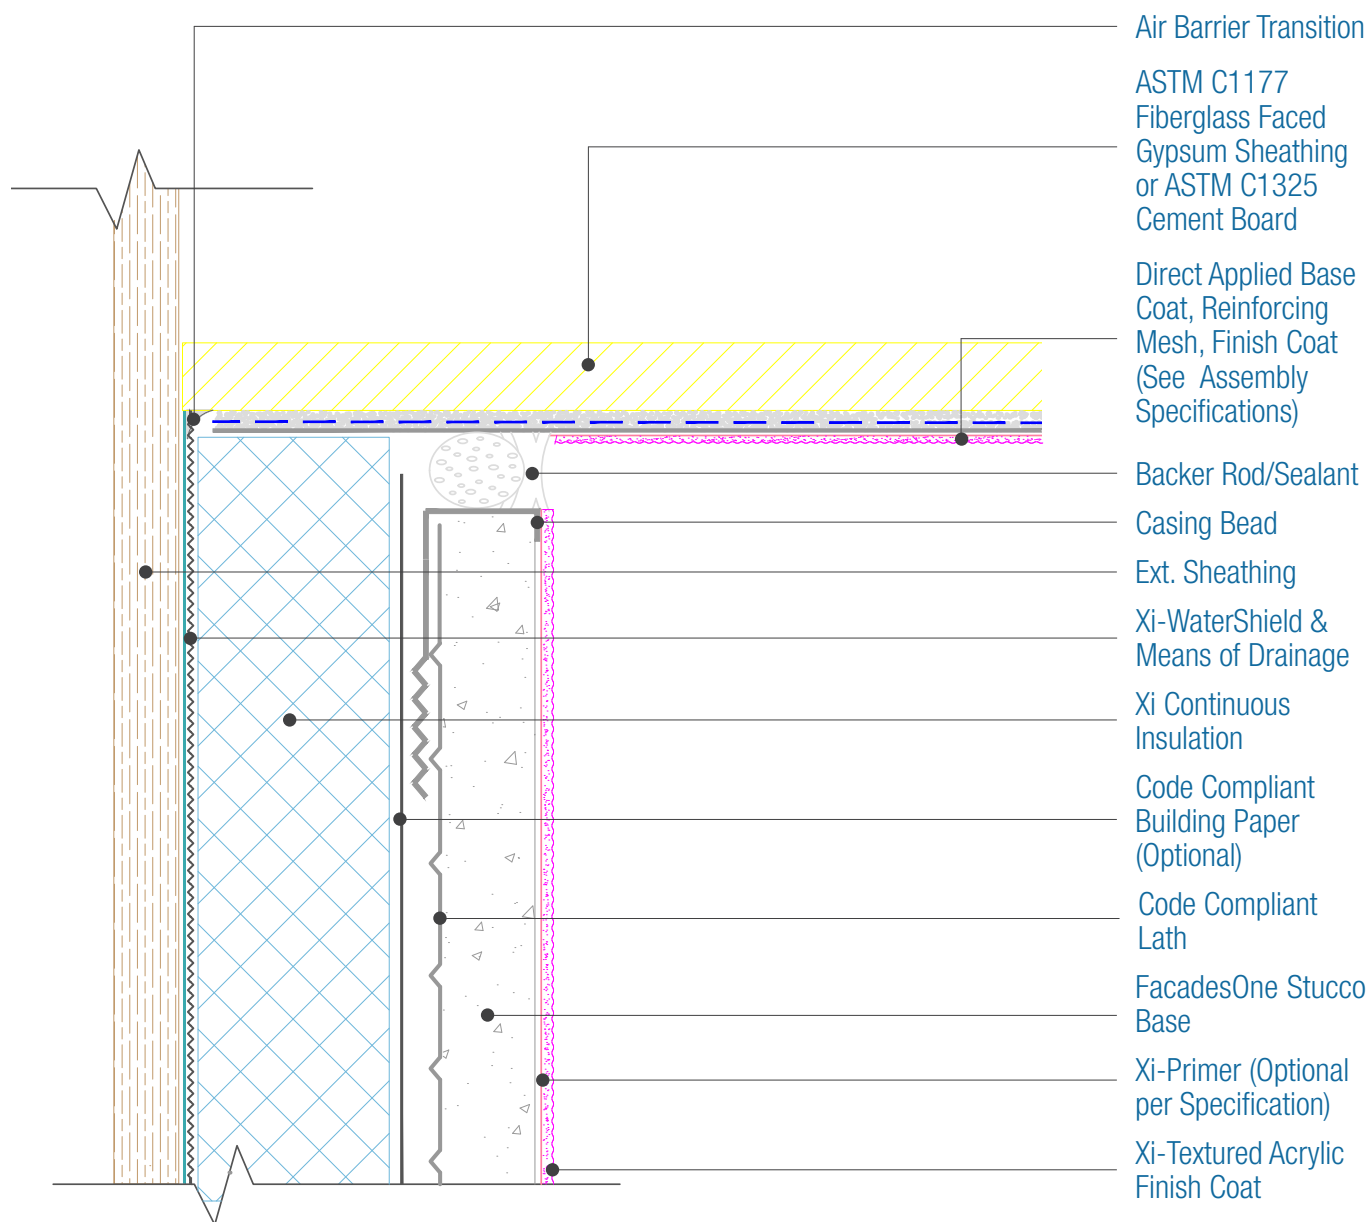 Air Barrier Transition
ASTM C1177
Fiberglass Faced
Gypsum Sheathing
or ASTM C1325
Cement Board
Direct Applied Base
Coat, Reinforcing
Mesh, Finish Coat
(See Assembly
Specifications)
Backer Rod/Sealant
Casing Bead
Ext. Sheathing
Xi-WaterShield &
Means of Drainage
Xi Continuous
Insulation
Code Compliant
Building Paper
(Optional)
Code Compliant
Lath
FacadesOne Stucco
Base
Xi-Primer (Optional
per Specification)
Xi-Textured Acrylic
Finish Coat